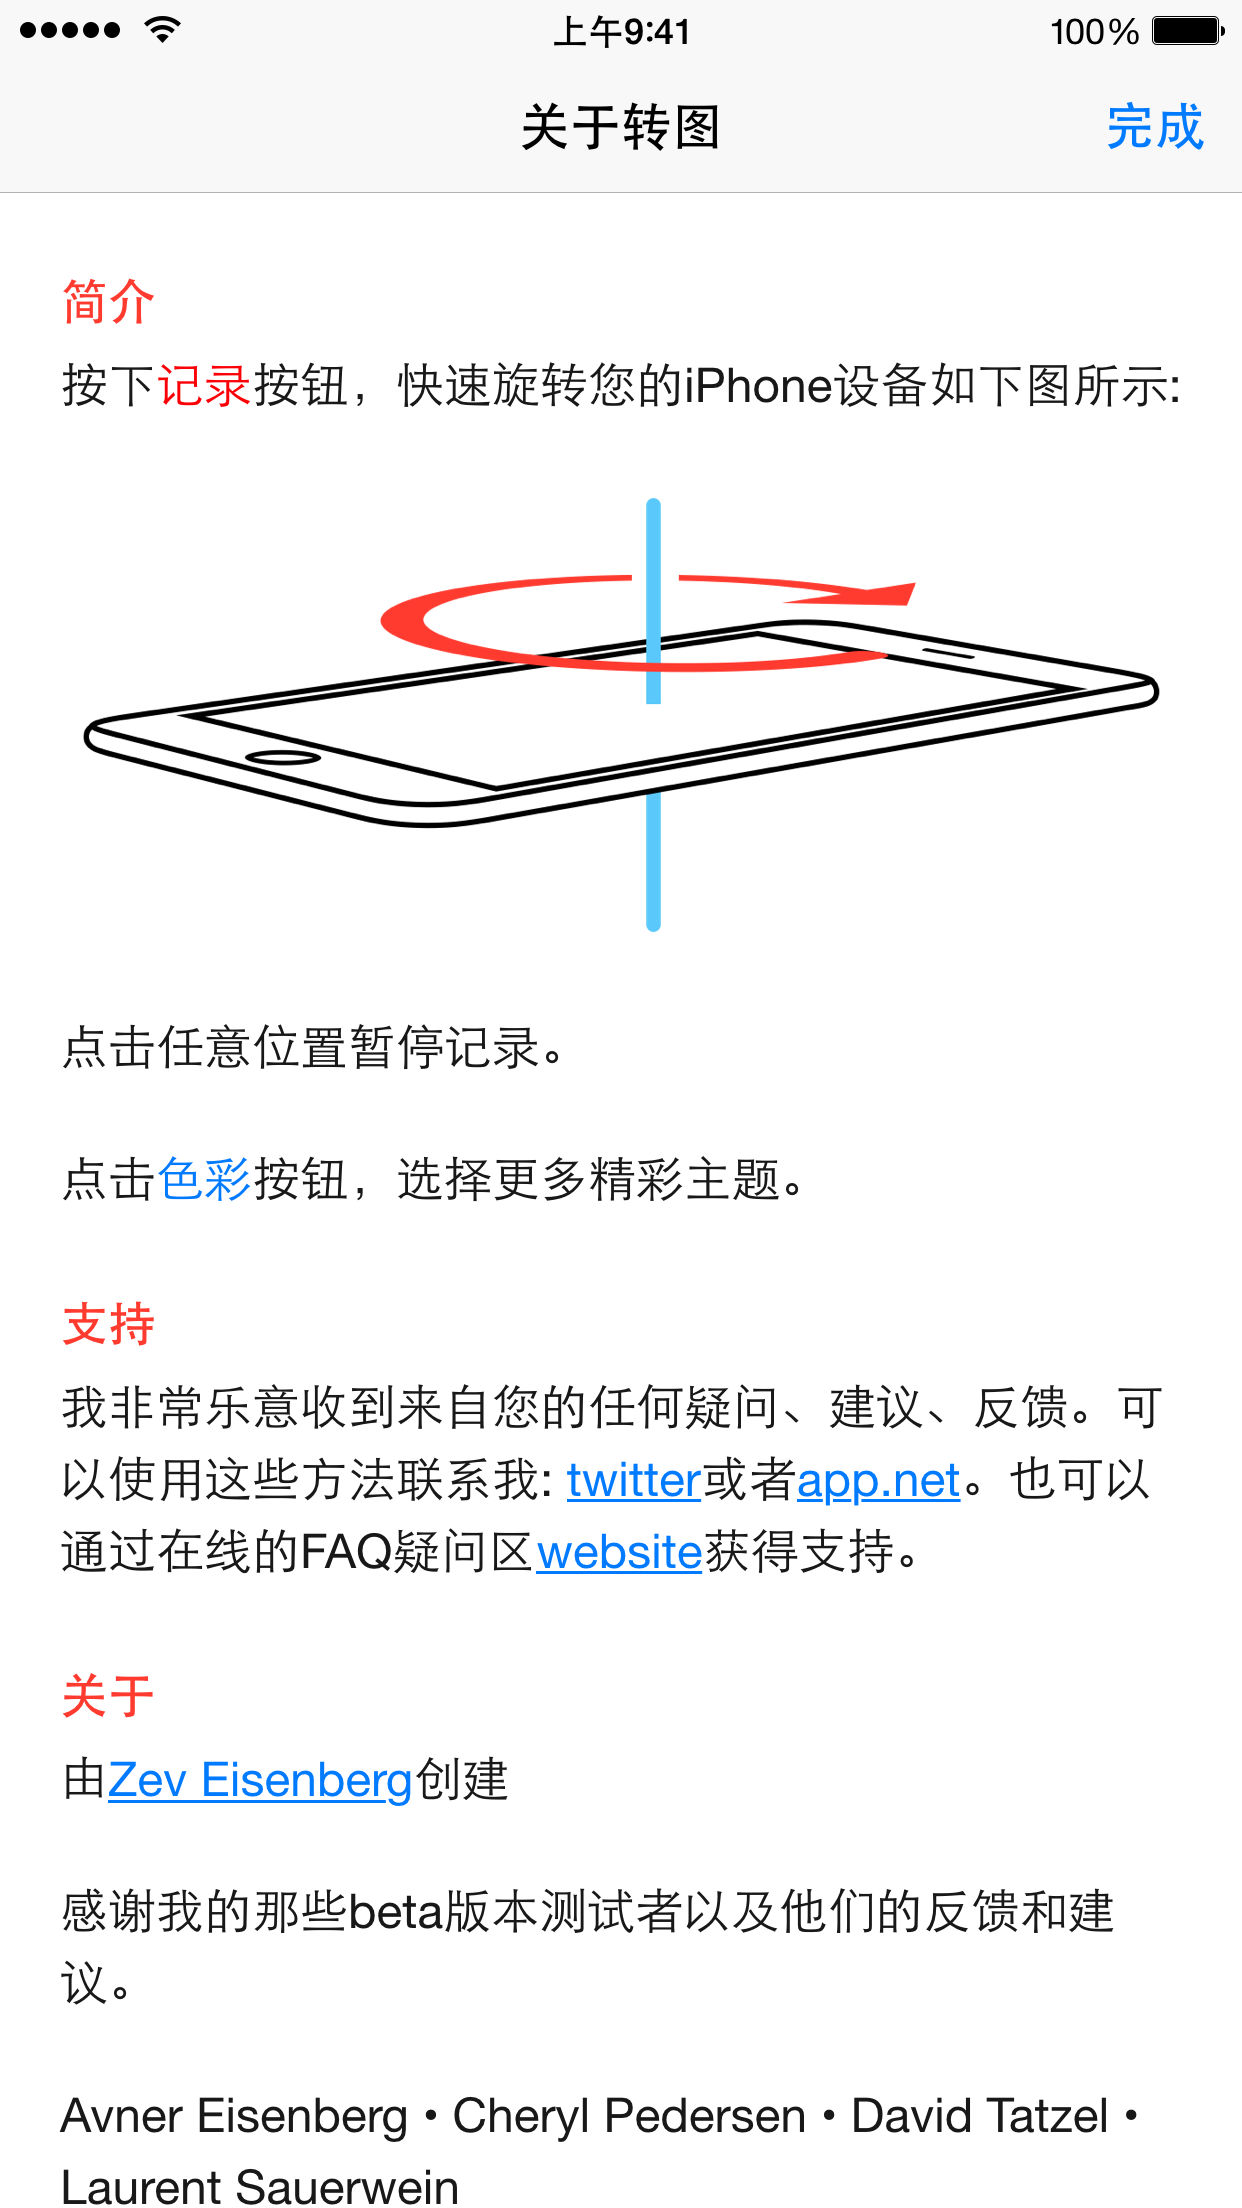 上午9:41
100%
关于转图
完成
简介
按下记录按钮，快速旋转您的iPhone设备如下图所示:
点击任意位置暂停记录。
点击色彩按钮，选择更多精彩主题。
支持
我非常乐意收到来自您的任何疑问、建议、反馈。可
以使用这些方法联系我: twitter或者app.net。也可以
通过在线的FAQ疑问区website获得支持。
关于
由Zev Eisenberg创建
感谢我的那些beta版本测试者以及他们的反馈和建
议。
Avner Eisenberg • Cheryl Pedersen • David Tatzel •
Laurent Sauerwein